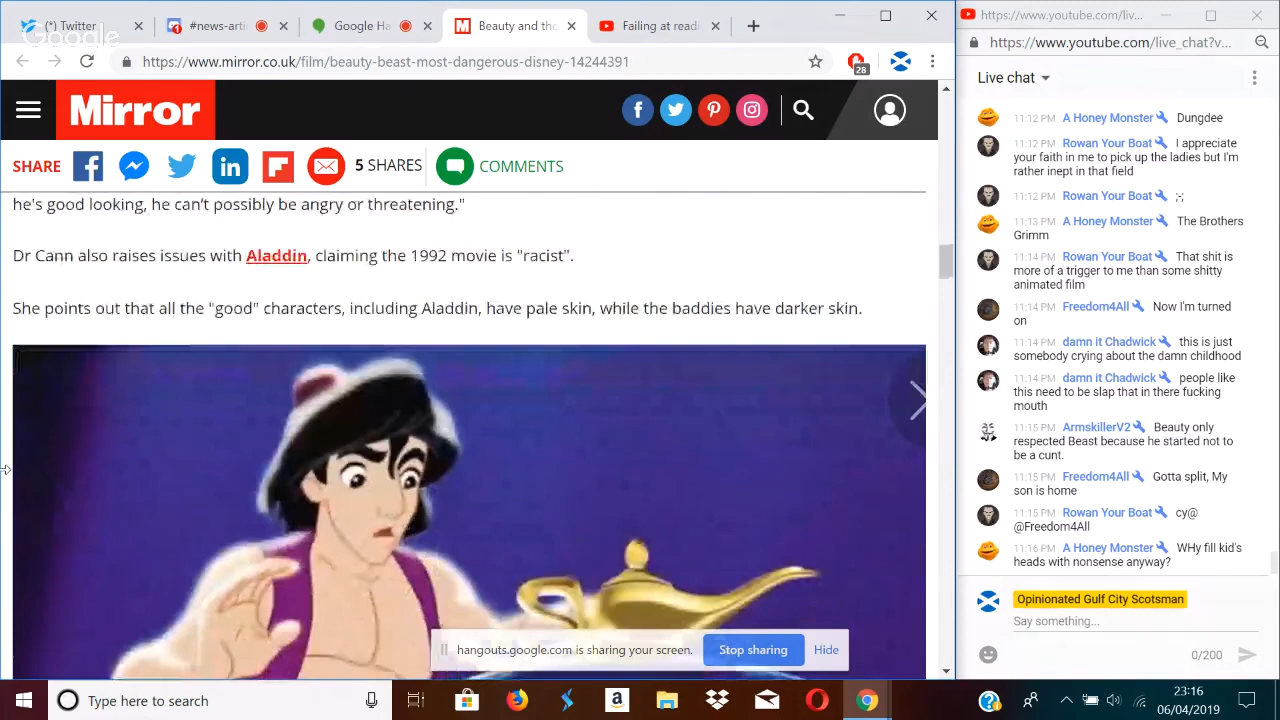 (*) Twitter
#news-arti
Google Ha
Beauty and the
Failing at readi
Google
https://www.mirror.co.uk/film/beauty-beast-most-dangerous-disney-14244391
28
Mirror
SHARE
5 SHARES
COMMENTS
he's good looking, he can't possibly be angry or threatening."
Dr Cann also raises issues with Aladdin, claiming the 1992 movie is "racist".
She points out that all the "good" characters, including Aladdin, have pale skin, while the baddies have darker skin.
hangouts.google.com is sharing your screen.
Stop sharing
Hide
https://www.youtube.com/liv...
https://www.youtube.com/live_chat?v...
Live chat
11:12 PM A Honey Monster Dungdee
11:12 PM Rowan Your Boat I appreciate
your faith in me to pick up the ladies but I'm
rather inept in that field
11:12 PM Rowan Your Boat ;-;
11:13 PM A Honey Monster The Brothers
Grimm
11:14 PM Rowan Your Boat That shit is
more of a trigger to me than some shitty
animated film
11:14 PM Freedom4All Now I'm turned
on
11:14 PM damn it Chadwick this is just
somebody crying about the damn childhood
11:14 PM damn it Chadwick people like
this need to be slap that in there fucking
mouth
11:15 PM ArmskillerV2 Beauty only
respected Beast because he started not to
be a cunt.
11:15 PM Freedom4All Gotta split, My
son is home
11:15 PM Rowan Your Boat cy@
@Freedom4All
11:16 PM A Honey Monster WHy fill kid's
heads with nonsense anyway?
Opinionated Gulf City Scotsman
Say something...
0/200
Type here to search
23:16
06/04/2019